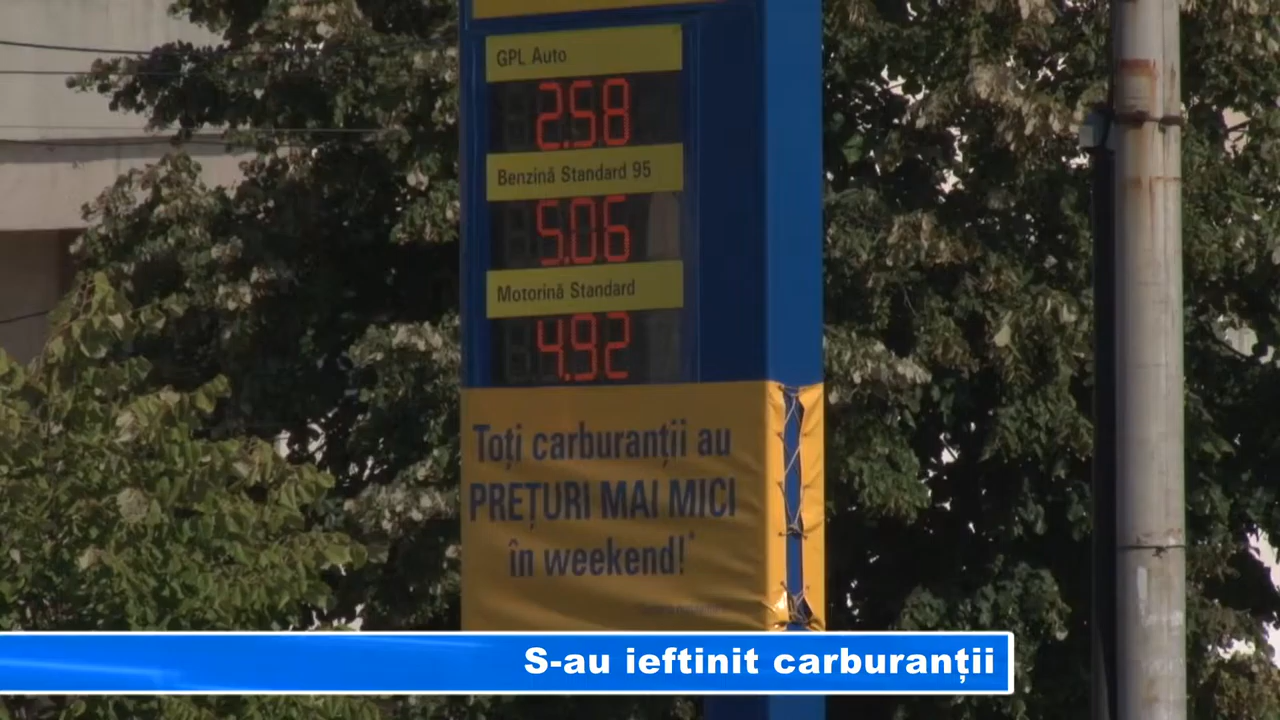 GPL Auto
2.58
Benzină Standard 95
5.06
Motorină Standard
4.92
Toți carburanții au
PREȚURI MAI MICI
în weekend!*
S-au ieftinit carburanții